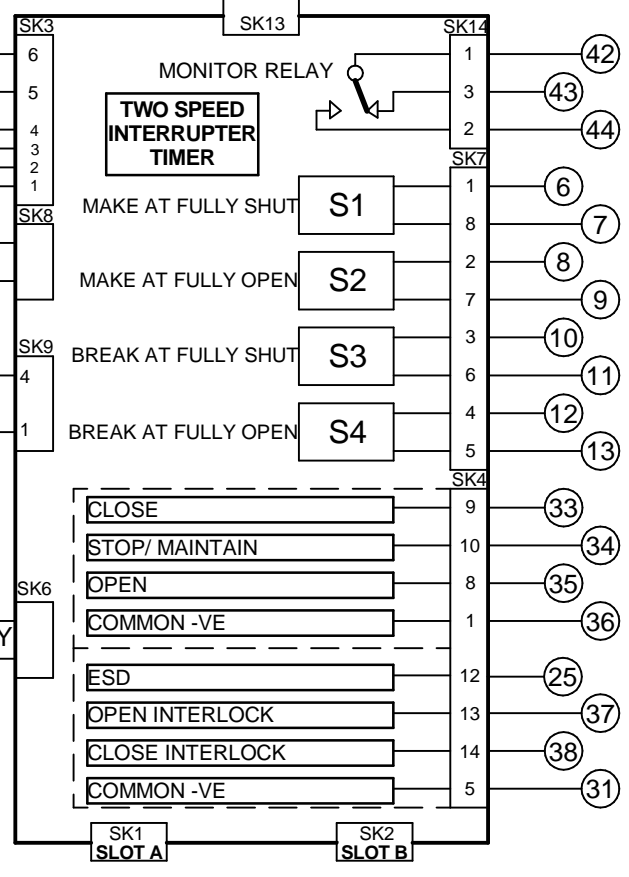 SK13
SK3
SK14
6
MONITOR RELAY
1
42
5
3
43
TWO SPEED
INTERRUPTER
TIMER
4
2
44
3
2
1
SK7
MAKE AT FULLY SHUT
S1
1
6
8
7
SK8
MAKE AT FULLY OPEN
S2
2
8
7
9
SK9
BREAK AT FULLY SHUT
S3
3
10
4
6
11
1
BREAK AT FULLY OPEN
S4
4
12
5
13
SK4
CLOSE
9
33
STOP/ MAINTAIN
10
34
SK6
OPEN
8
35
COMMON -VE
1
36
Y
ESD
12
25
OPEN INTERLOCK
13
37
CLOSE INTERLOCK
14
38
COMMON -VE
5
31
SK1
SLOT A
SK2
SLOT B